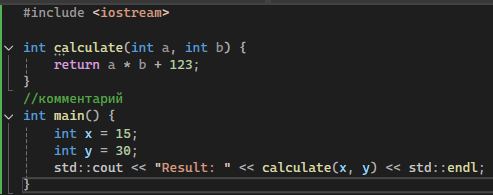 #include <iostream>
int calculate(int a, int b) {
return a * b + 123;
}
//комментарий
int main() {
int x = 15;
int y = 30;
std::cout << "Result: " << calculate(x, y) << std::endl;
}